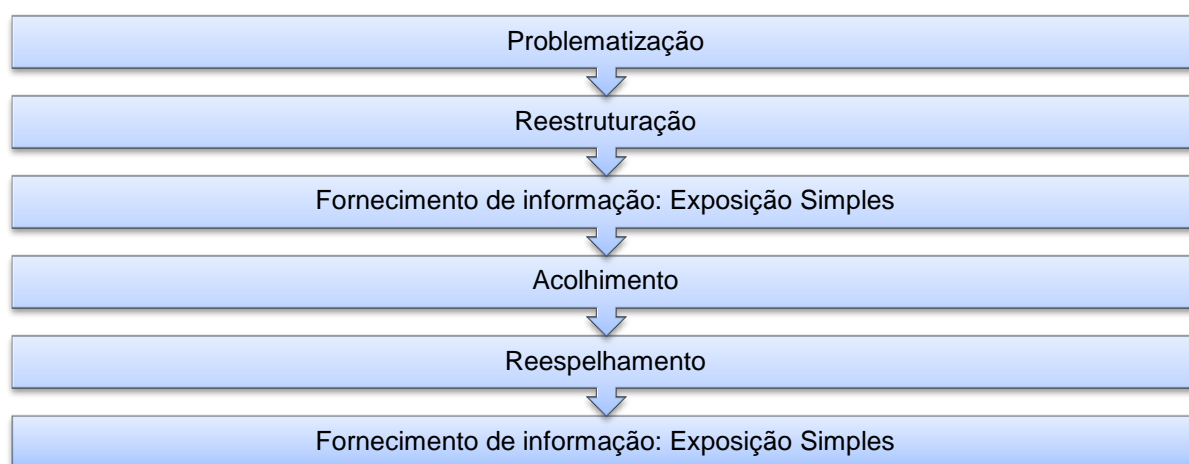 Problematização
Reestruturação
Fornecimento de informação: Exposição Simples
Acolhimento
Reespelhamento
Fornecimento de informação: Exposição Simples